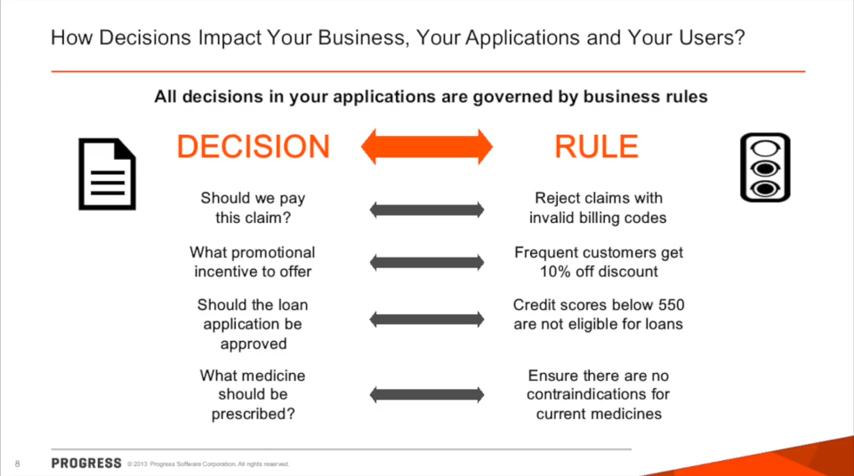 How Decisions Impact Your Business, Your Applications and Your Users?
All decisions in your applications are governed by business rules
DECISION
RULE
Should we pay
this claim?
Reject claims with
invalid billing codes
What promotional
incentive to offer
Frequent customers get
10% off discount
Should the loan
application be
approved
Credit scores below 550
are not eligible for loans
What medicine
should be
prescribed?
Ensure there are no
contraindications for
current medicines
8
PROGRESS
© 2013 Progress Software Corporation. All rights reserved.